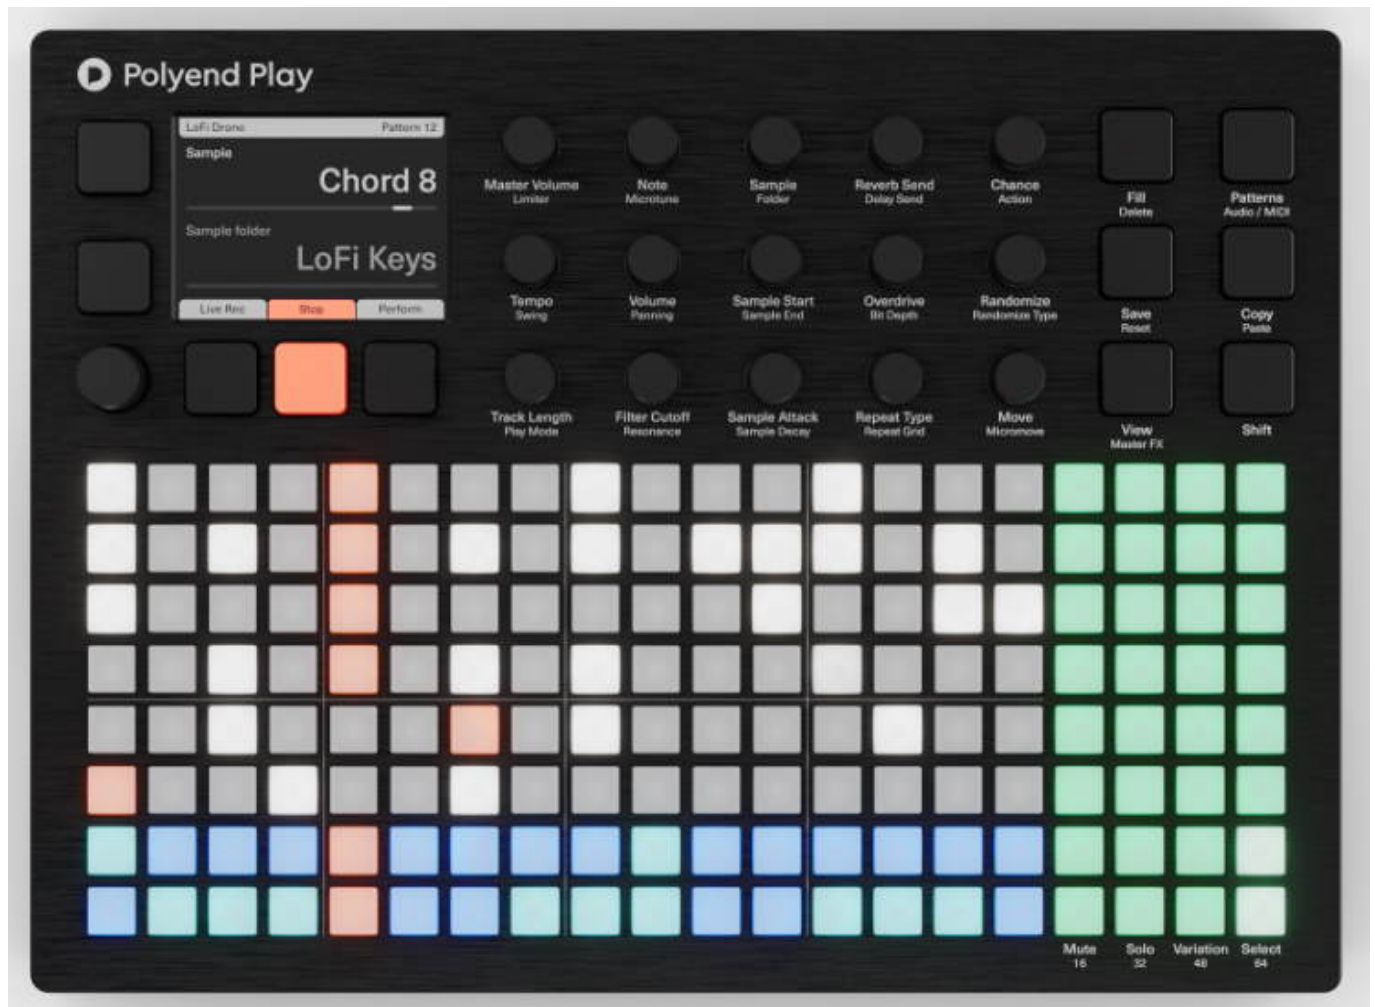 Polyend Play
LoFi Drone Pattern 12
Sample
Chord 8
Sample folder
LoFi Keys
Live Rec Stop Perform
Master Volume Note Sample Reverb Send Chance
Limiter Microtune Folder Delay Send Action
Fill Patterns
Delete Audio / MIDI
Tempo Volume Sample Start Overdrive Randomize
Swing Panning Sample End Bit Depth Randomize Type
Save Copy
Reset Paste
Track Length Filter Cutoff Sample Attack Repeat Type Move
Play Mode Resonance Sample Decay Repeat Grid Micromove
View Shift
Master FX
Mute Solo Variation Select
16 32 48 64